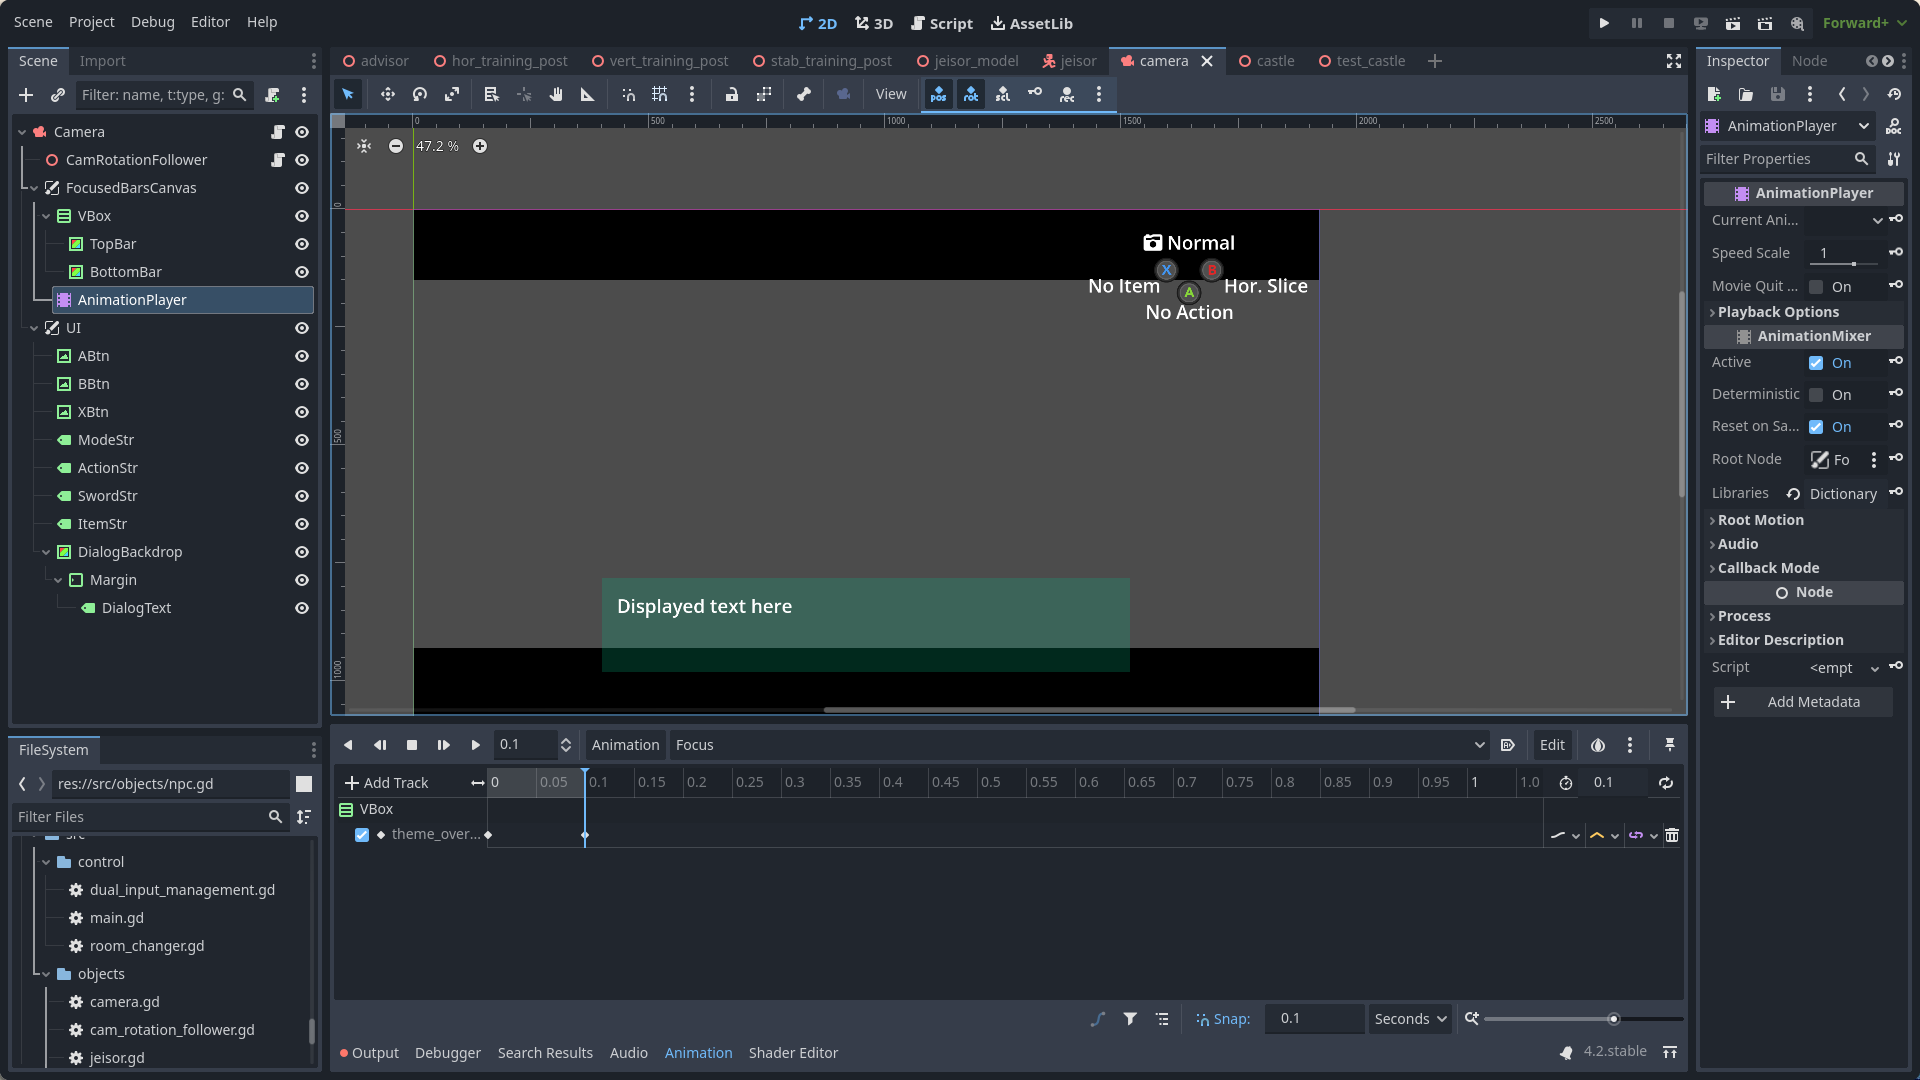 Scene Project Debug Editor Help
2D 3D Script AssetLib
Forward+
Scene Import
advisor hor_training_post vert_training_post stab_training_post jeisor_model jeisor camera castle test_castle
Inspector Node
Filter: name, t:type, g:
View pos rot scl rec
Camera
CamRotationFollower
FocusedBarsCanvas
VBox
TopBar
BottomBar
AnimationPlayer
UI
ABtn
BBtn
XBtn
ModeStr
ActionStr
SwordStr
ItemStr
DialogBackdrop
Margin
DialogText
0 500 1000 1500 2000 2500
0
500
1000
47.2 %
Normal
X B
No Item A Hor. Slice
No Action
Displayed text here
AnimationPlayer DOC
Filter Properties
AnimationPlayer
Current Ani...
Speed Scale 1
Movie Quit ... On
Playback Options
AnimationMixer
Active On
Deterministic On
Reset on Sa... On
Root Node Fo
Libraries Dictionary
Root Motion
Audio
Callback Mode
Node
Process
Editor Description
Script <empt
Add Metadata
FileSystem
res://src/objects/npc.gd
Filter Files
src
control
dual_input_management.gd
main.gd
room_changer.gd
objects
camera.gd
cam_rotation_follower.gd
jeisor.gd
0.1 Animation Focus Edit
Add Track 0 0.05 0.1 0.15 0.2 0.25 0.3 0.35 0.4 0.45 0.5 0.55 0.6 0.65 0.7 0.75 0.8 0.85 0.9 0.95 1 1.0 0.1
VBox
theme_over...
Snap: 0.1 Seconds
Output Debugger Search Results Audio Animation Shader Editor
4.2.stable